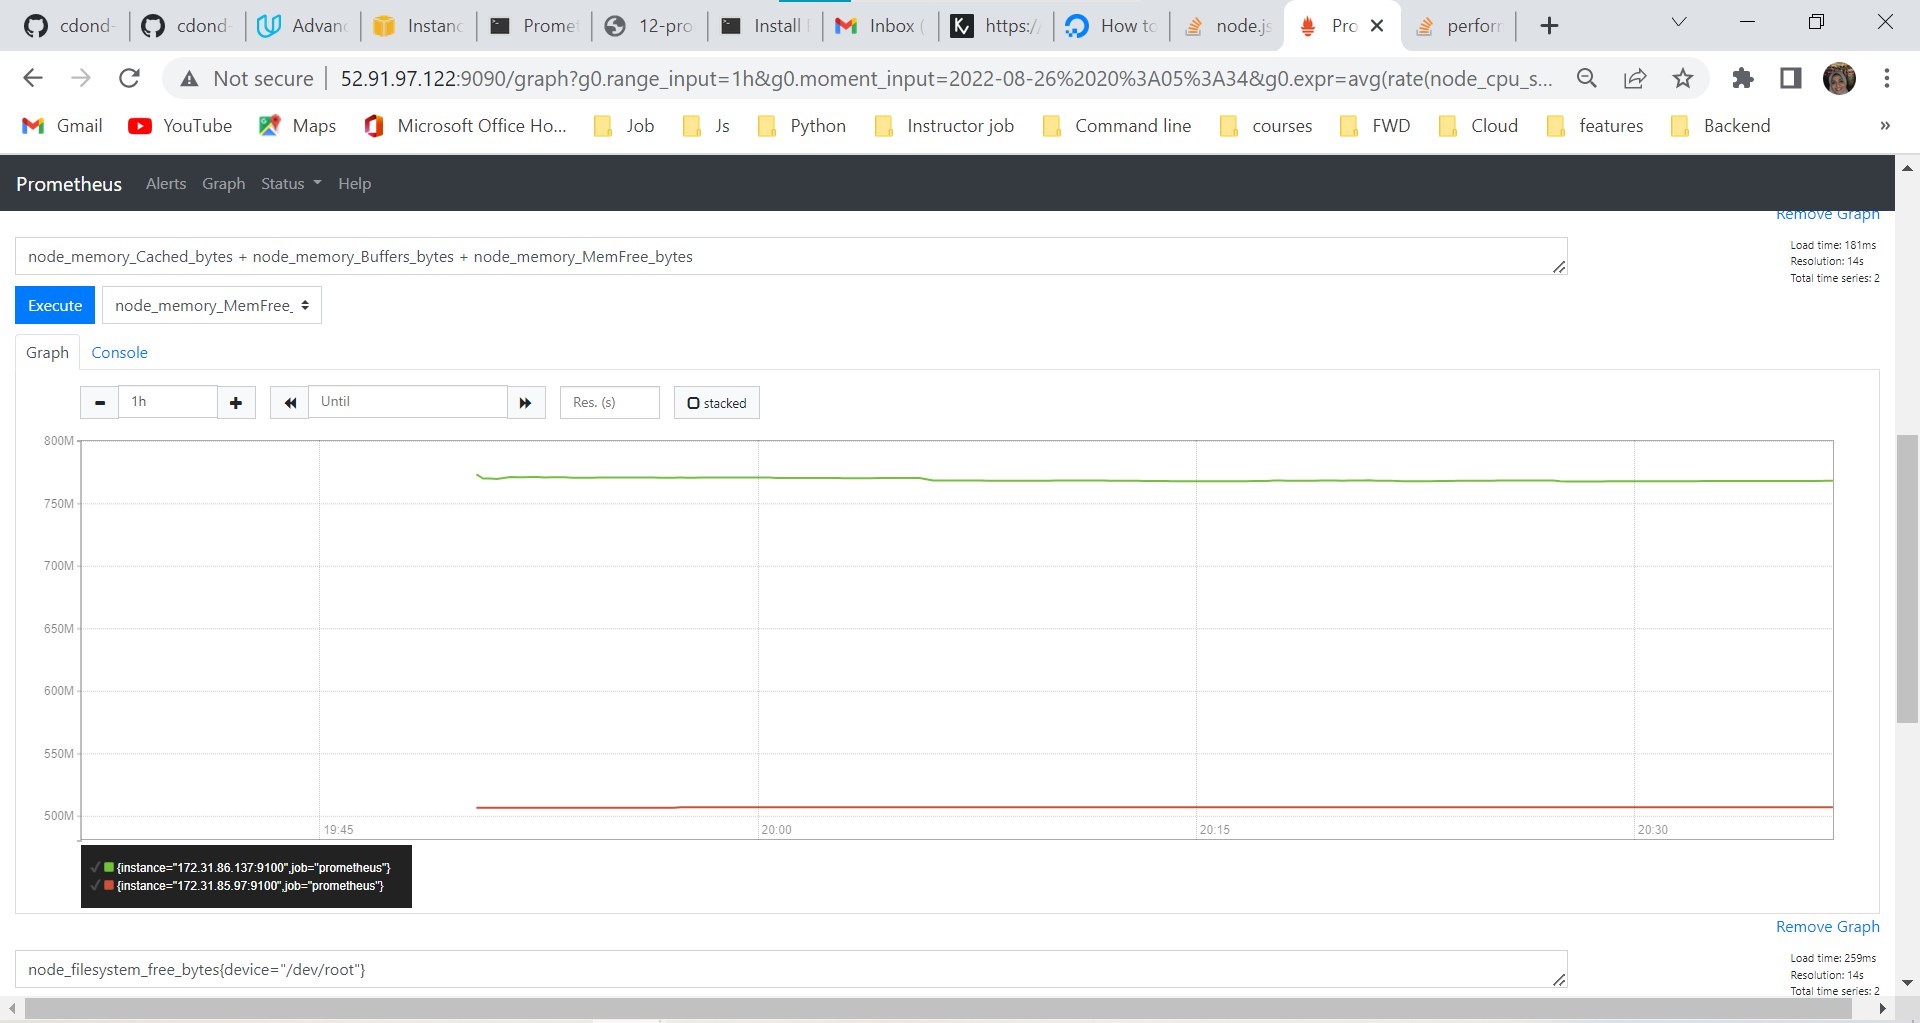 cdond-
cdond-
Advanc
Instanc
Promet
12-pro
Install
Inbox (
https:/
How to
node.js
Pro
perforr
Not secure
52.91.97.122:9090/graph?g0.range_input=1h&g0.moment_input=2022-08-26%2020%3A05%3A34&g0.expr=avg(rate(node_cpu_s...
Gmail
YouTube
Maps
Microsoft Office Ho...
Job
Js
Python
Instructor job
Command line
courses
FWD
Cloud
features
Backend
»
Prometheus
Alerts
Graph
Status
Help
Remove Graph
node_memory_Cached_bytes + node_memory_Buffers_bytes + node_memory_MemFree_bytes
Load time: 181ms
Resolution: 14s
Total time series: 2
Execute
node_memory_MemFree_
Graph
Console
1h
Until
Res. (s)
stacked
800M
750M
700M
650M
600M
550M
500M
19:45
20:00
20:15
20:30
{instance="172.31.86.137:9100",job="prometheus"}
{instance="172.31.85.97:9100",job="prometheus"}
Remove Graph
node_filesystem_free_bytes{device="/dev/root"}
Load time: 259ms
Resolution: 14s
Total time series: 2